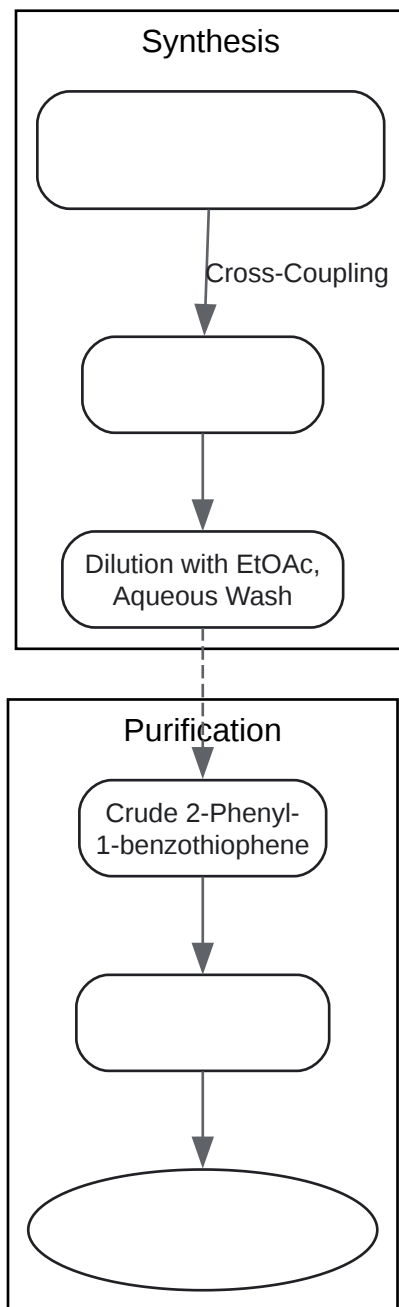 Synthesis
Cross-Coupling
Dilution with EtOAc,
Aqueous Wash
Purification
Crude 2-Phenyl-
1-benzothiophene